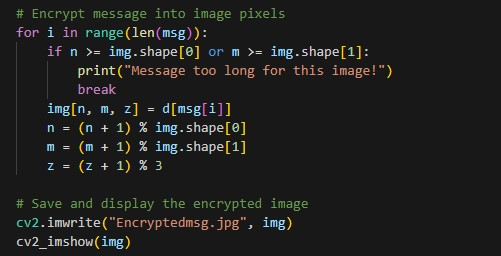 # Encrypt message into image pixels
for i in range(len(msg)):
    if n >= img.shape[0] or m >= img.shape[1]:
        print("Message too long for this image!")
        break
    img[n, m, z] = d[msg[i]]
    n = (n + 1) % img.shape[0]
    m = (m + 1) % img.shape[1]
    z = (z + 1) % 3
# Save and display the encrypted image
cv2.imwrite("Encryptedmsg.jpg", img)
cv2_imshow(img)